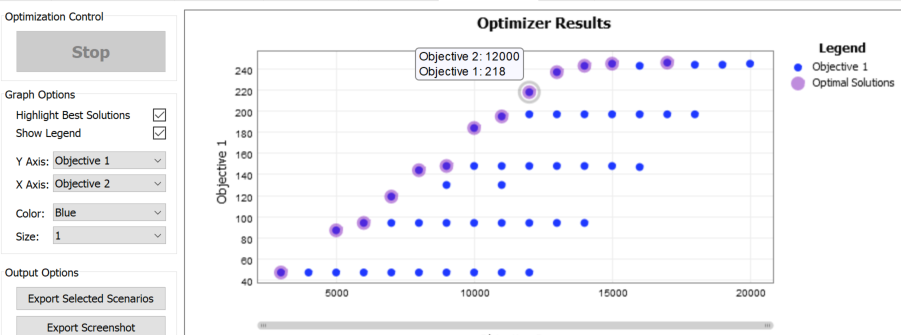 Optimization Control
Stop
Graph Options
Highlight Best Solutions
Show Legend
Y Axis: Objective 1
X Axis: Objective 2
Color: Blue
Size: 1
Output Options
Export Selected Scenarios
Export Screenshot
Optimizer Results
Objective 2: 12000
Objective 1: 218
Objective 1
240
220
200
180
160
140
120
100
80
60
40
5000 10000 15000 20000
Legend
Objective 1
Optimal Solutions